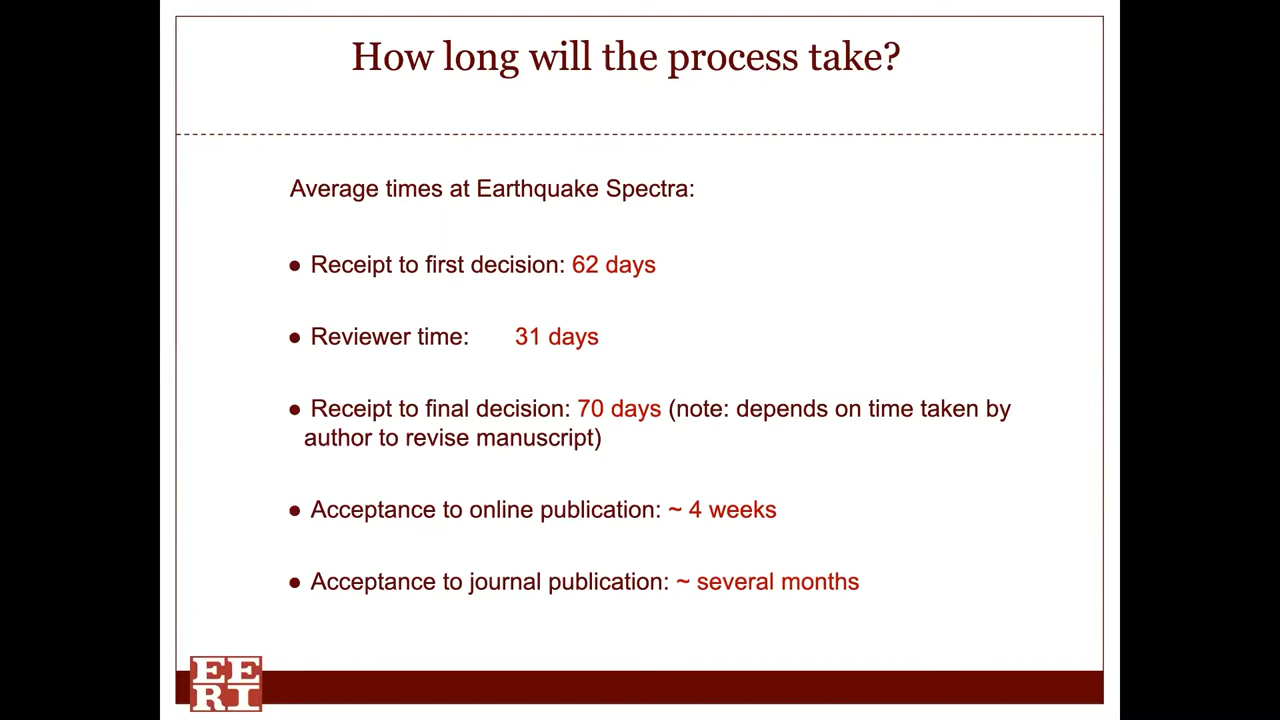 How long will the process take?
Average times at Earthquake Spectra:
● Receipt to first decision: 62 days
● Reviewer time: 31 days
● Receipt to final decision: 70 days (note: depends on time taken by
author to revise manuscript)
● Acceptance to online publication: ~ 4 weeks
● Acceptance to journal publication: ~ several months
EE
RI